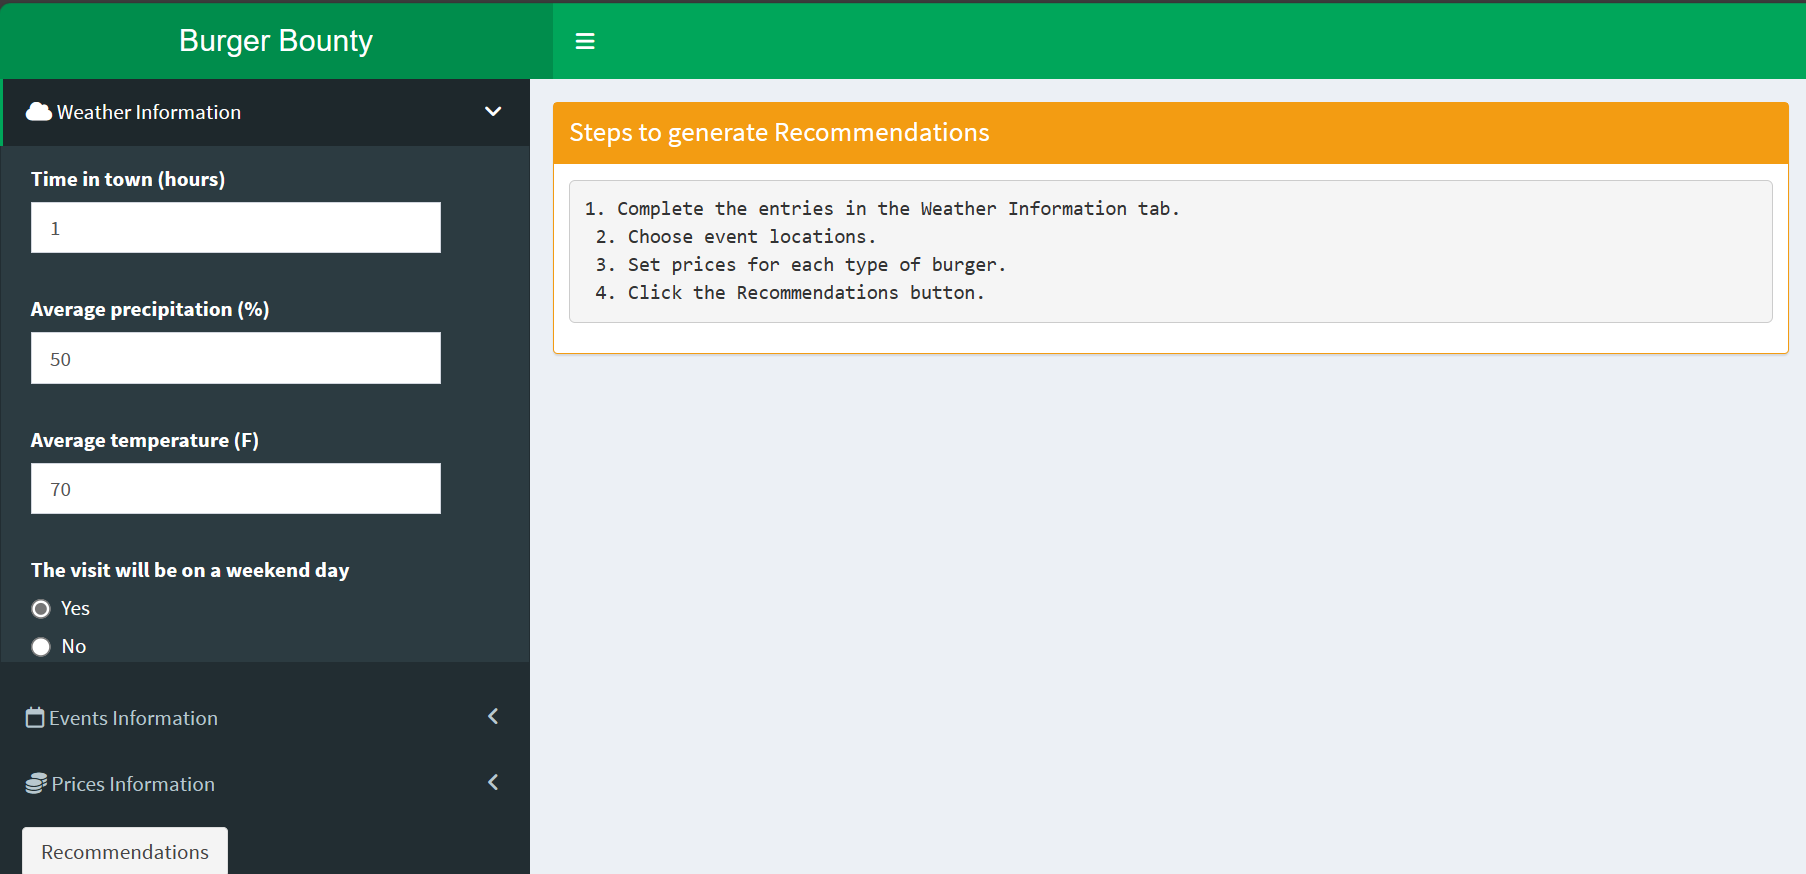 Burger Bounty
Weather Information
Time in town (hours)
1
Average precipitation (%)
50
Average temperature (F)
70
The visit will be on a weekend day
Yes
No
Events Information
Prices Information
Recommendations
Steps to generate Recommendations
1. Complete the entries in the Weather Information tab.
2. Choose event locations.
3. Set prices for each type of burger.
4. Click the Recommendations button.